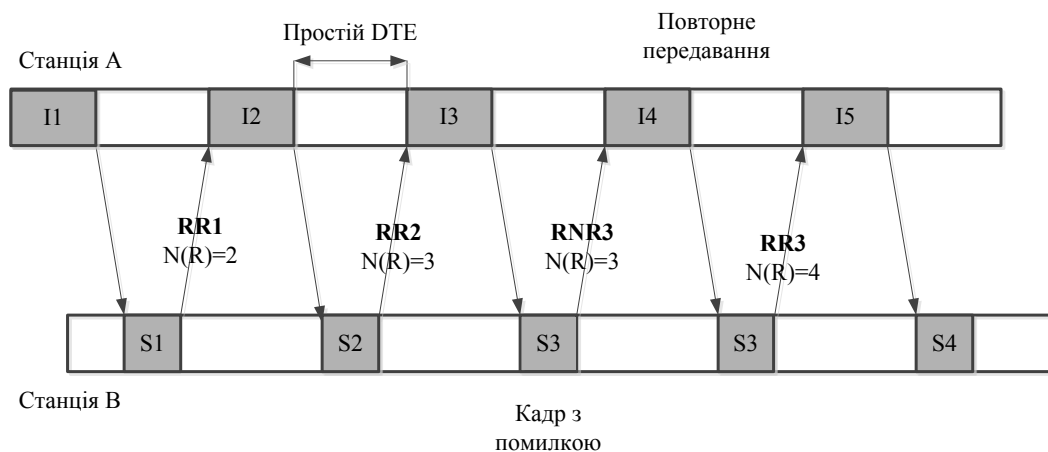 Простій DTE
Повторне
передавання
Станція А
I1
I2
I3
I4
I5
RR1
N(R)=2
RR2
N(R)=3
RNR3
N(R)=3
RR3
N(R)=4
S1
S2
S3
S3
S4
Станція В
Кадр з
помилкою